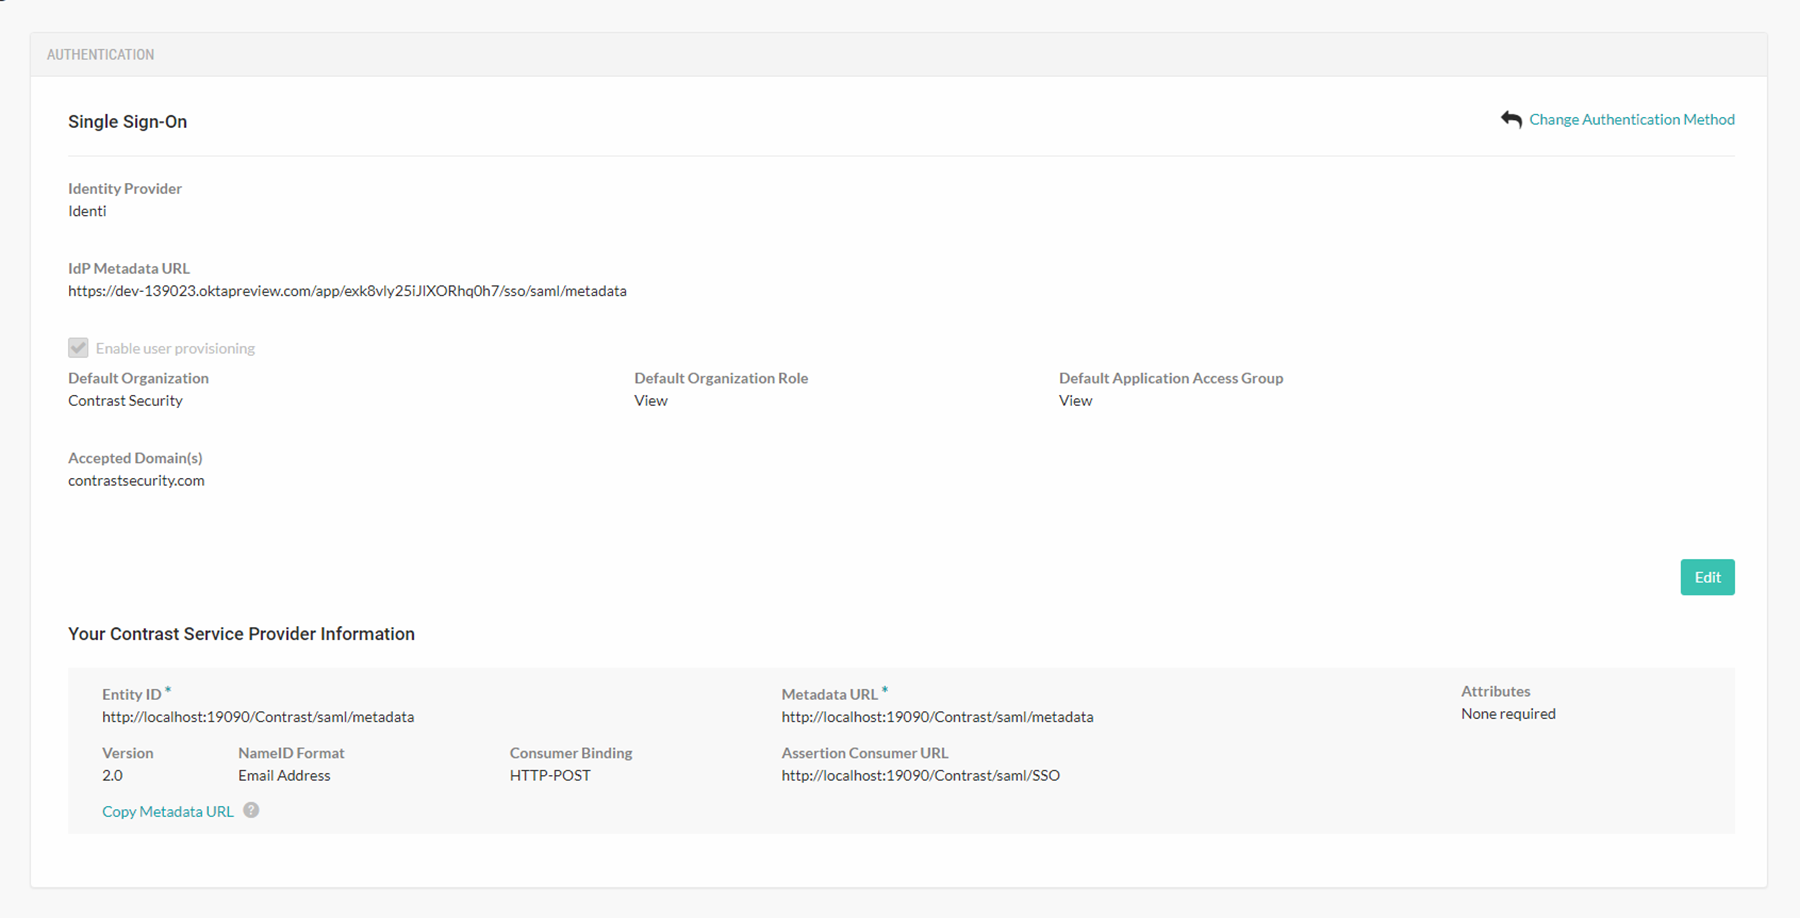 AUTHENTICATION
Single Sign-On
Change Authentication Method
Identity Provider
Identi
IdP Metadata URL
https://dev-139023.oktapreview.com/app/exk8vly25iJlXORhq0h7/sso/saml/metadata
Enable user provisioning
Default Organization
Contrast Security
Default Organization Role
View
Default Application Access Group
View
Accepted Domain(s)
contrastsecurity.com
Edit
Your Contrast Service Provider Information
Entity ID *
http://localhost:19090/Contrast/saml/metadata
Metadata URL *
http://localhost:19090/Contrast/saml/metadata
Attributes
None required
Version
2.0
NameID Format
Email Address
Consumer Binding
HTTP-POST
Assertion Consumer URL
http://localhost:19090/Contrast/saml/SSO
Copy Metadata URL ?